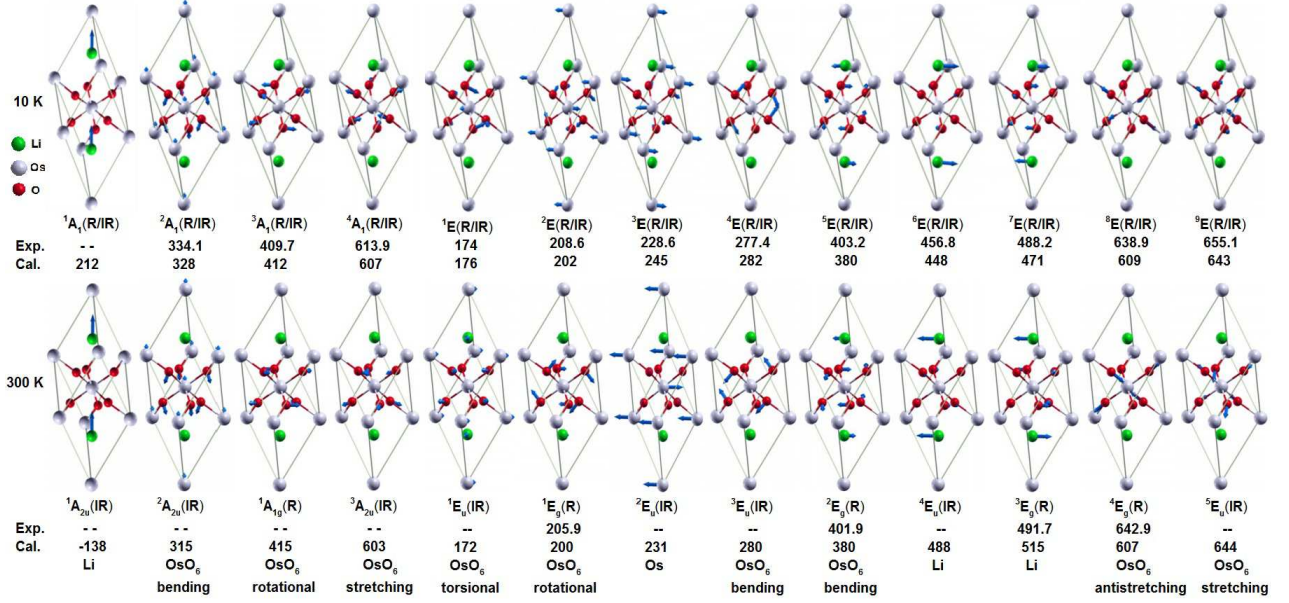 10 K
Li
Os
O
¹A₁(R/IR) ²A₁(R/IR) ³A₁(R/IR) ⁴A₁(R/IR) ¹E(R/IR) ²E(R/IR) ³E(R/IR) ⁴E(R/IR) ⁵E(R/IR) ⁶E(R/IR) ⁷E(R/IR) ⁸E(R/IR) ⁹E(R/IR)
Exp. - - 334.1 409.7 613.9 174 208.6 228.6 277.4 403.2 456.8 488.2 638.9 655.1
Cal. 212 328 412 607 176 202 245 282 380 448 471 609 643
300 K
¹A₂ᵤ(IR) ²A₂ᵤ(IR) ¹A₁g(R) ³A₂ᵤ(IR) ¹Eᵤ(IR) ¹Eg(R) ²Eᵤ(IR) ³Eᵤ(IR) ²Eg(R) ⁴Eᵤ(IR) ³Eg(R) ⁴Eg(R) ⁵Eᵤ(IR)
Exp. - - - - - - - - -- 205.9 -- -- 401.9 -- 491.7 642.9 --
Cal. -138 315 415 603 172 200 231 280 380 488 515 607 644
Li OsO₆ OsO₆ OsO₆ OsO₆ OsO₆ Os OsO₆ OsO₆ Li Li OsO₆ OsO₆
bending rotational stretching torsional rotational bending bending antistretching stretching